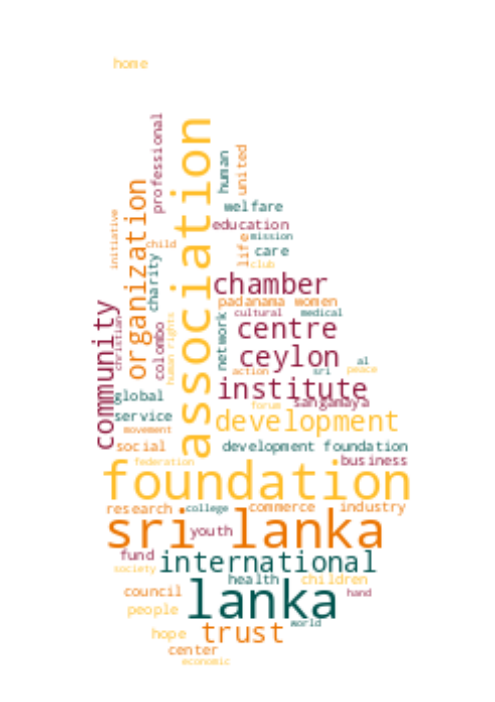 home
professional
association
human
united
organization
initiative
welfare
education
mission
child
life
care
club
charity
chamber
padanama
women
community
christian
colombo
human rights
network
cultural
medical
centre
ceylon
al
action
sri
peace
institute
global
forum
sangamaya
service
development
movement
social
development foundation
federation
business
foundation
research
college
commerce
industry
sri lanka
youth
fund
international
society
health
children
council
lanka
hand
people
world
hope
trust
center
economic